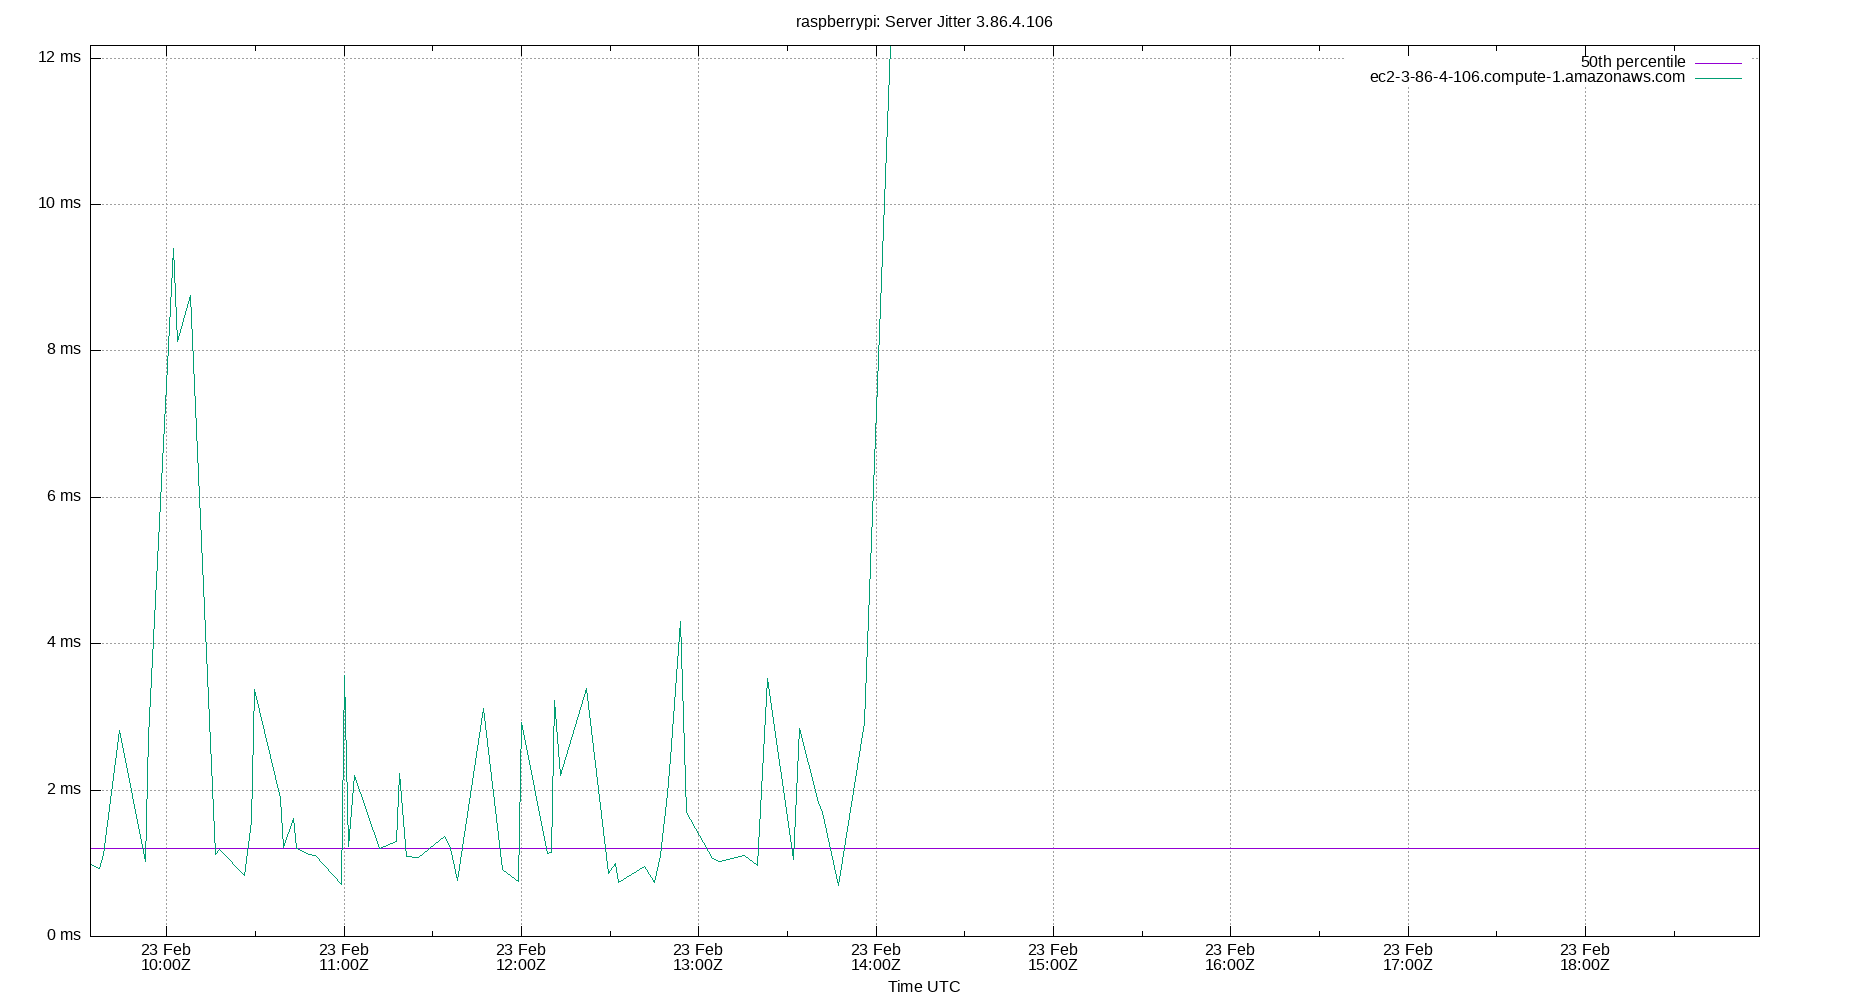 raspberrypi: Server Jitter 3.86.4.106
12 ms
50th percentile
ec2-3-86-4-106.compute-1.amazonaws.com
10 ms
8 ms
6 ms
4 ms
2 ms
0 ms
23 Feb 23 Feb 23 Feb 23 Feb 23 Feb 23 Feb 23 Feb 23 Feb 23 Feb
10:00Z 11:00Z 12:00Z 13:00Z 14:00Z 15:00Z 16:00Z 17:00Z 18:00Z
Time UTC